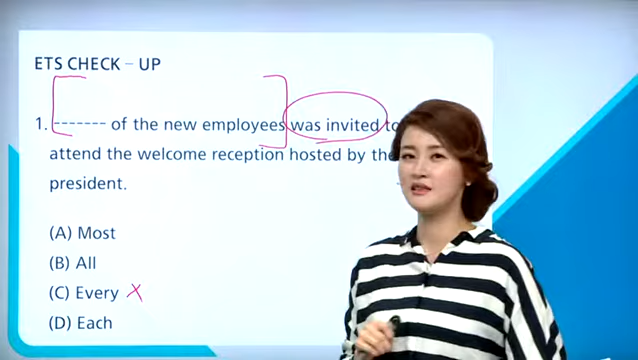 ETS CHECK – UP
1. ------- of the new employees was invited to
attend the welcome reception hosted by the
president.
(A) Most
(B) All
(C) Every X
(D) Each